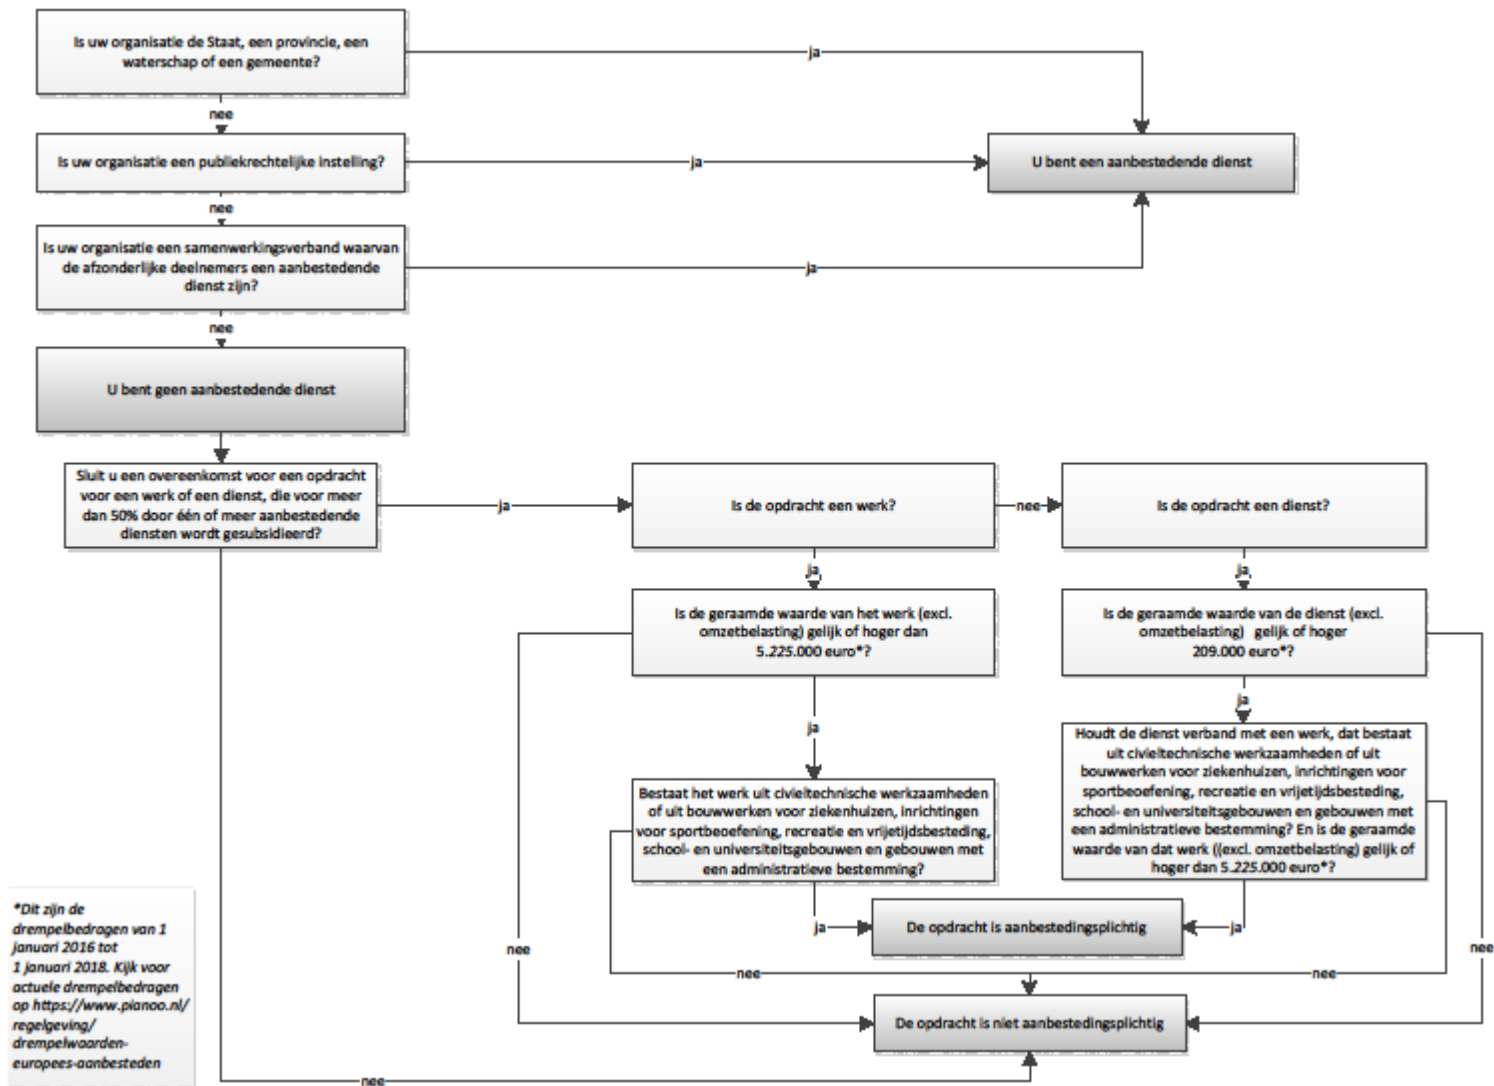 Is uw organisatie de Staat, een provincie, een
waterschap of een gemeente?
ja
nee
Is uw organisatie een publiekrechtelijke instelling?
ja
U bent een aanbestedende dienst
nee
Is uw organisatie een samenwerkingsverband waarvan
de afzonderlijke deelnemers een aanbestedende
dienst zijn?
ja
nee
U bent geen aanbestedende dienst
Sluit u een overeenkomst voor een opdracht
voor een werk of een dienst, die voor meer
dan 50% door één of meer aanbestedende
diensten wordt gesubsidieerd?
ja
Is de opdracht een werk?
nee
Is de opdracht een dienst?
ja
ja
Is de geraamde waarde van het werk (excl.
omzetbelasting) gelijk of hoger dan
5.225.000 euro*?
Is de geraamde waarde van de dienst (excl.
omzetbelasting) gelijk of hoger
209.000 euro*?
ja
ja
Bestaat het werk uit civieltechnische werkzaamheden
of uit bouwwerken voor ziekenhuizen, inrichtingen
voor sportbeoefening, recreatie en vrijetijdsbesteding,
school- en universiteitsgebouwen en gebouwen met
een administratieve bestemming?
Houdt de dienst verband met een werk, dat bestaat
uit civieltechnische werkzaamheden of uit
bouwwerken voor ziekenhuizen, inrichtingen voor
sportbeoefening, recreatie en vrijetijdsbesteding,
school- en universiteitsgebouwen en gebouwen met
een administratieve bestemming? En is de geraamde
waarde van dat werk ((excl. omzetbelasting) gelijk of
hoger dan 5.225.000 euro*?
ja
De opdracht is aanbestedingsplichtig
ja
nee
nee
nee
nee
De opdracht is niet aanbestedingsplichtig
nee
*Dit zijn de
drempelbedragen van 1
januari 2016 tot
1 januari 2018. Kijk voor
actuele drempelbedragen
op https://www.pianoo.nl/
regelgeving/
drempelwaarden-
europees-aanbesteden